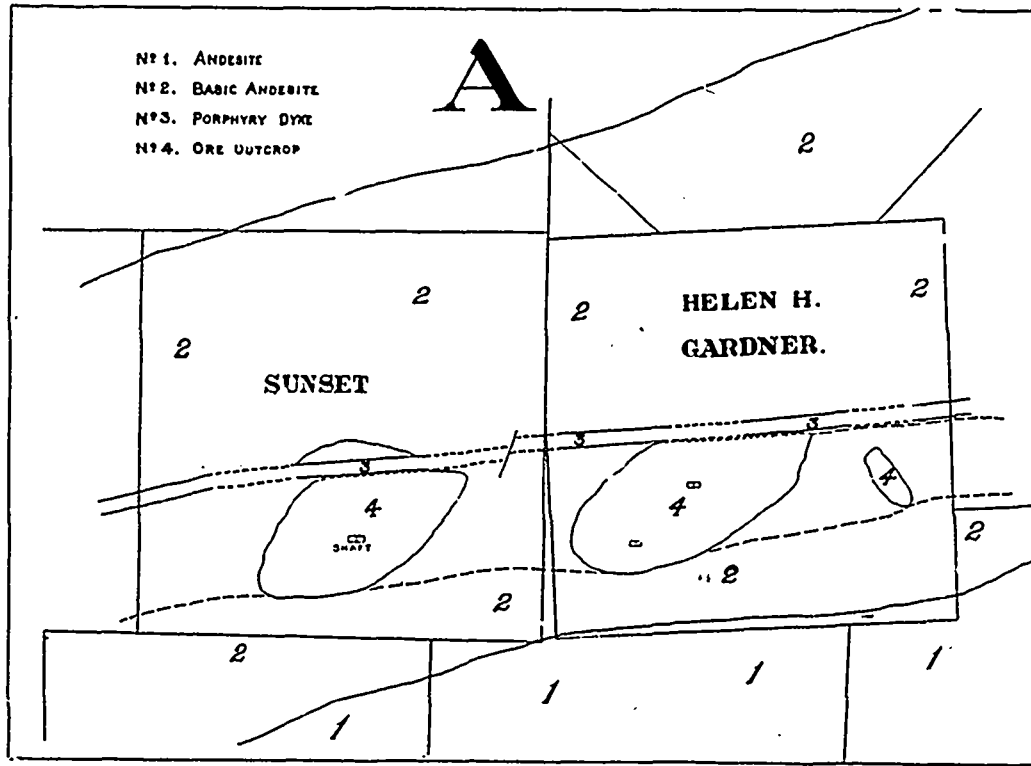 Nº 1. ANDESITE
Nº 2. BASIC ANDESITE
Nº 3. PORPHYRY DYKE
Nº 4. ORE OUTCROP
A
2
2
2
2
2
HELEN H.
GARDNER.
SUNSET
3
3
3
4
SHAFT
4
4
2
2
2
2
1
1
1
1